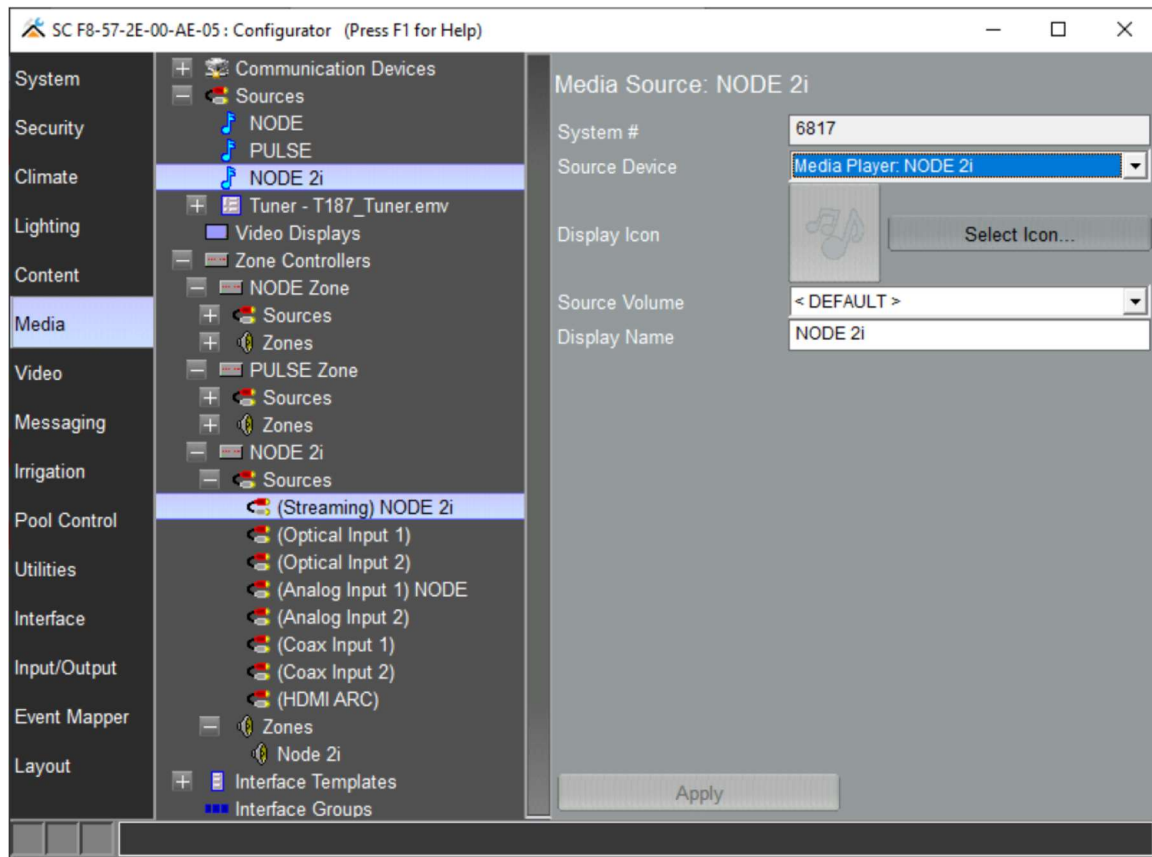 SC F8-57-2E-00-AE-05 : Configurator (Press F1 for Help)
System
Security
Climate
Lighting
Content
Media
Video
Messaging
Irrigation
Pool Control
Utilities
Interface
Input/Output
Event Mapper
Layout
Communication Devices
Sources
NODE
PULSE
NODE 2i
Tuner - T187_Tuner.emv
Video Displays
Zone Controllers
NODE Zone
Sources
Zones
PULSE Zone
Sources
Zones
NODE 2i
Sources
(Streaming) NODE 2i
(Optical Input 1)
(Optical Input 2)
(Analog Input 1) NODE
(Analog Input 2)
(Coax Input 1)
(Coax Input 2)
(HDMI ARC)
Zones
Node 2i
Interface Templates
Interface Groups
Media Source: NODE 2i
System # 6817
Source Device Media Player: NODE 2i
Display Icon Select Icon...
Source Volume < DEFAULT >
Display Name NODE 2i
Apply